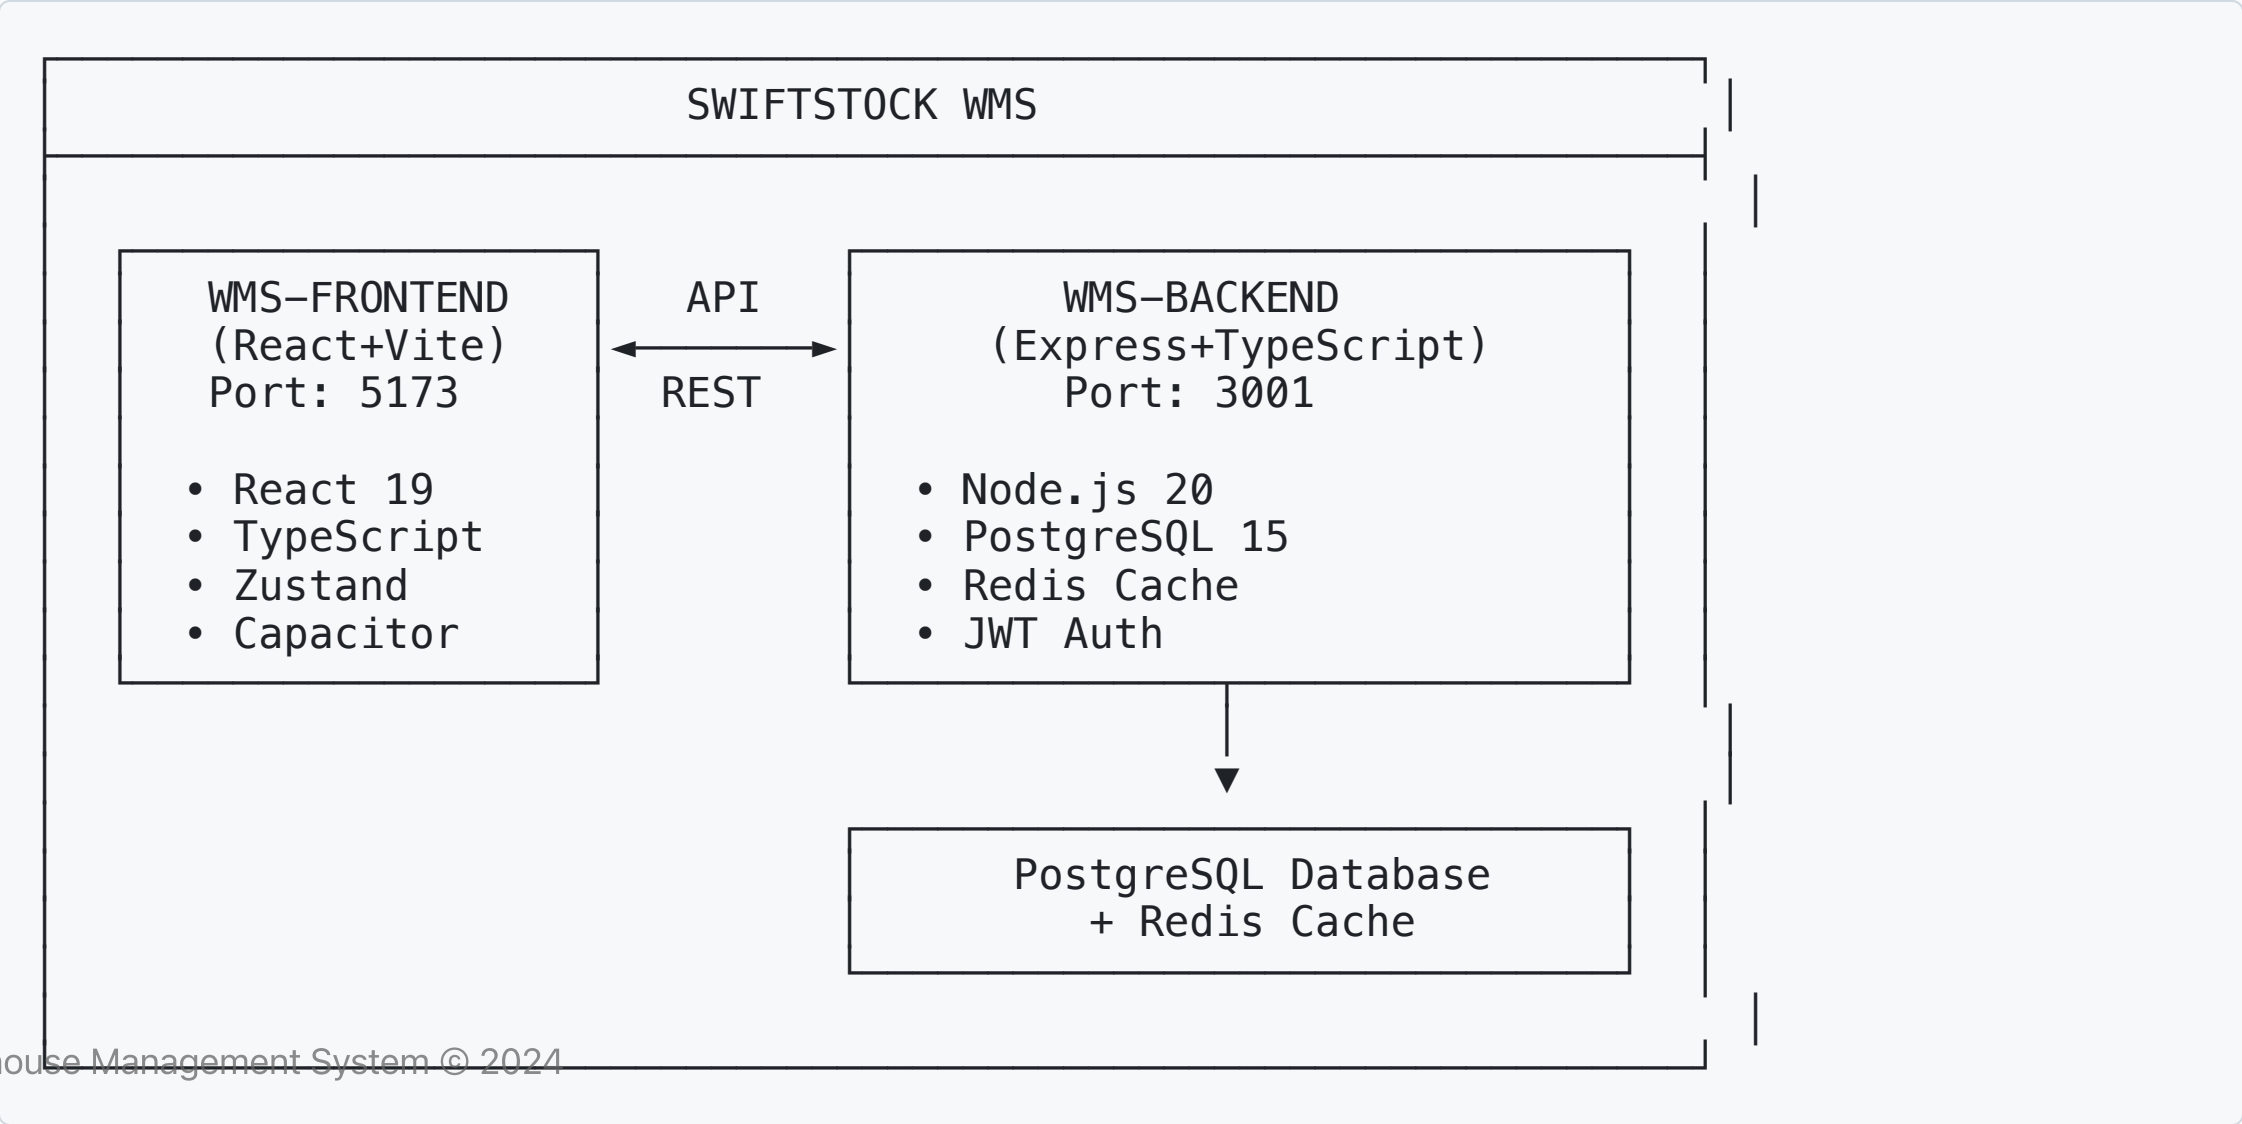 SWIFTSTOCK WMS
WMS-FRONTEND
(React+Vite)
Port: 5173
• React 19
• TypeScript
• Zustand
• Capacitor
API
REST
WMS-BACKEND
(Express+TypeScript)
Port: 3001
• Node.js 20
• PostgreSQL 15
• Redis Cache
• JWT Auth
PostgreSQL Database
+ Redis Cache
Management System © 2024